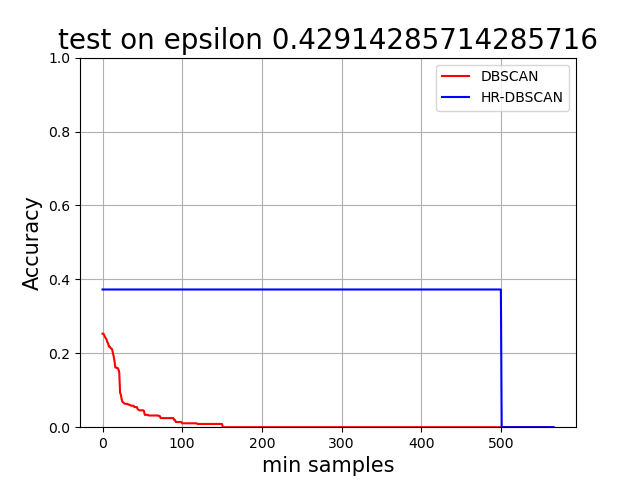 test on epsilon 0.42914285714285716
DBSCAN
HR-DBSCAN
Accuracy
1.0
0.8
0.6
0.4
0.2
0.0
0 100 200 300 400 500
min samples